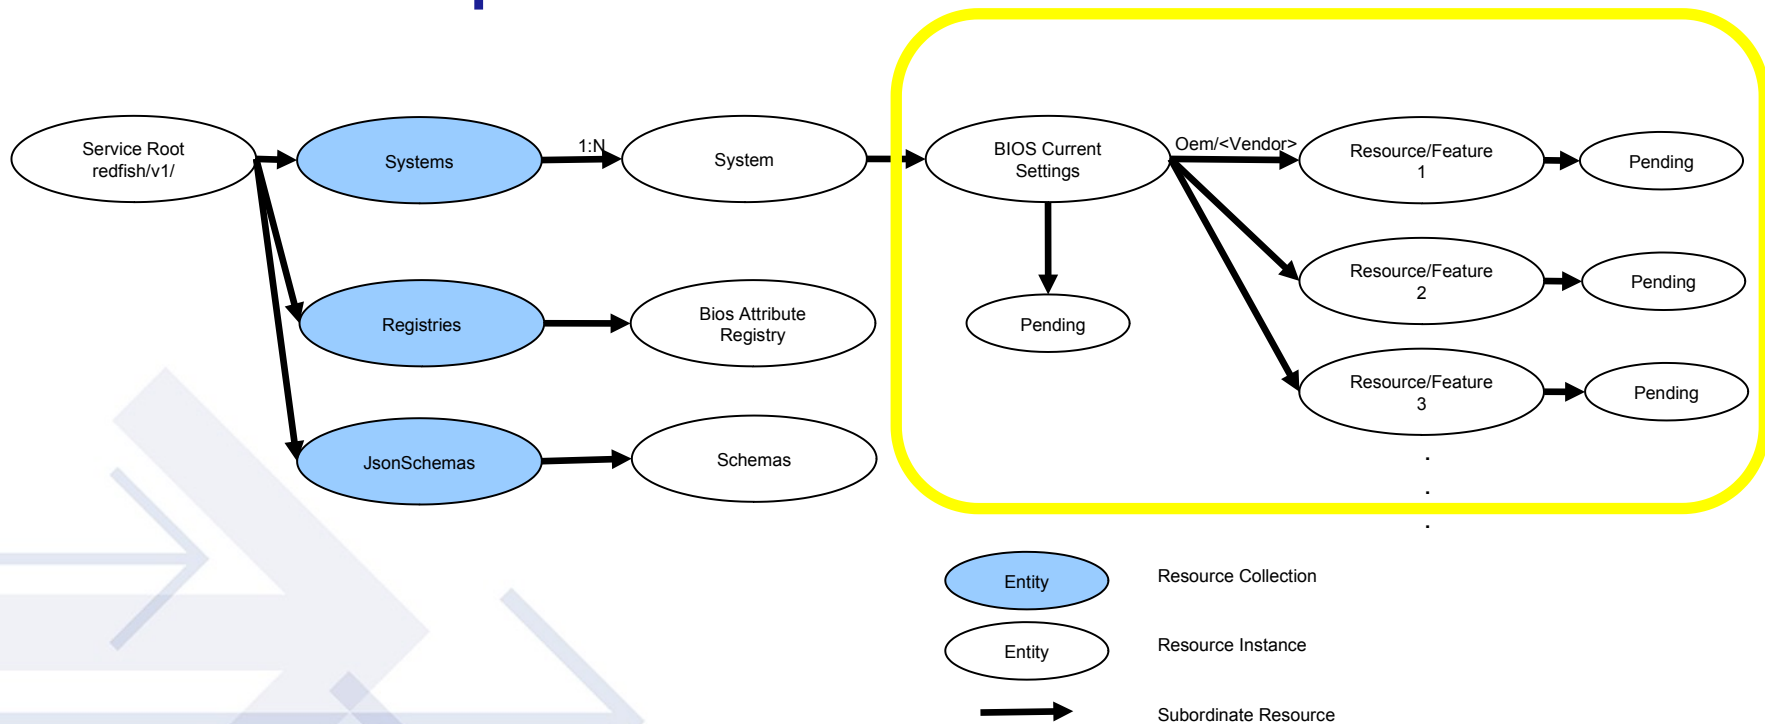 Service Root
redfish/v1/
Systems
1:N
System
BIOS Current
Settings
Oem/<Vendor>
Resource/Feature
1
Pending
Resource/Feature
2
Pending
Registries
Bios Attribute
Registry
Pending
Resource/Feature
3
Pending
JsonSchemas
Schemas
.
.
.
Entity
Resource Collection
Entity
Resource Instance
Subordinate Resource